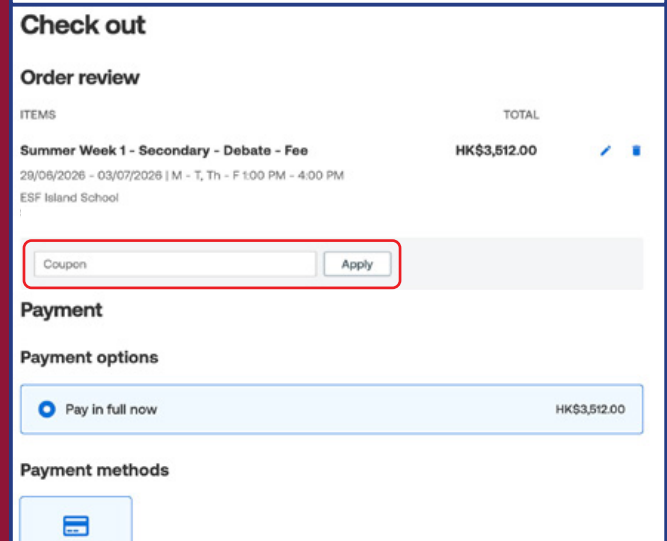 Check out
Order review
ITEMS TOTAL
Summer Week 1 - Secondary - Debate - Fee HK$3,512.00
29/06/2026 - 03/07/2026 | M - T, Th - F 1:00 PM - 4:00 PM
ESF Island School
Coupon Apply
Payment
Payment options
Pay in full now HK$3,512.00
Payment methods